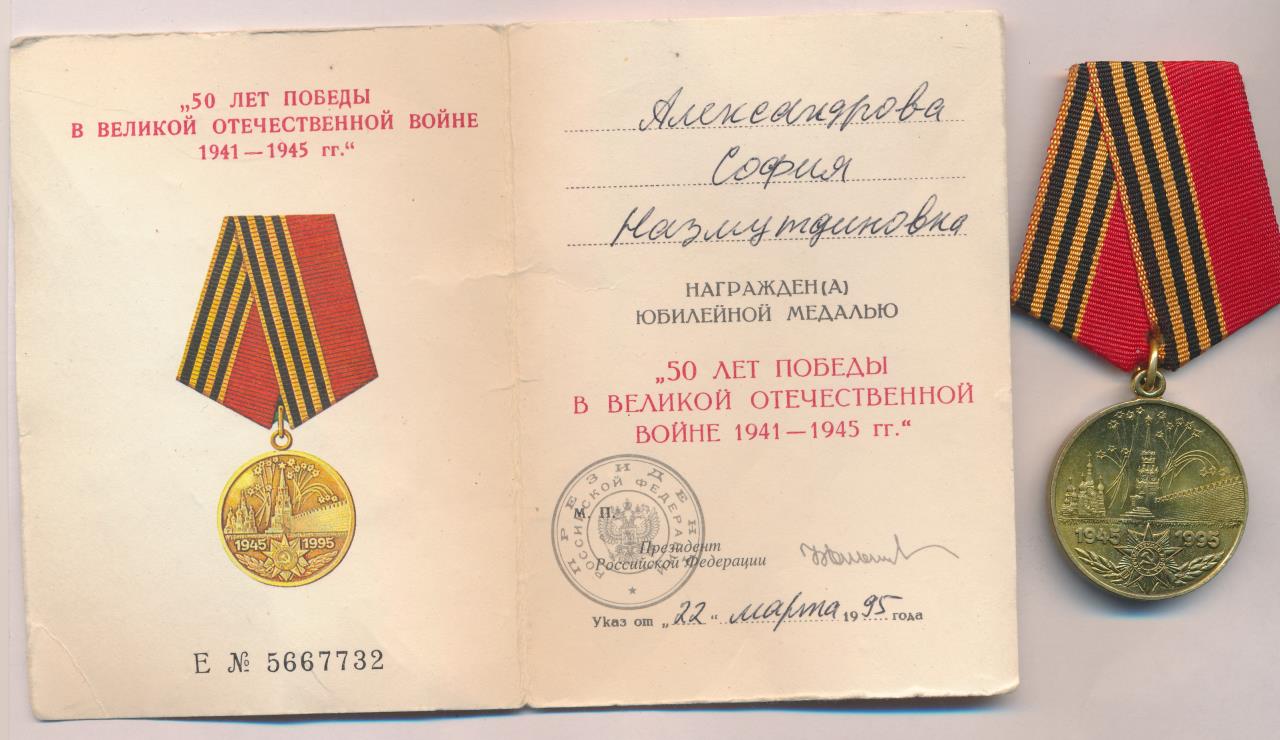 „50 ЛЕТ ПОБЕДЫ
В ВЕЛИКОЙ ОТЕЧЕСТВЕННОЙ ВОЙНЕ
1941—1945 гг.“
1945 1995
Е № 5667732
Александрова
София
Назмутдиновна
НАГРАЖДЕН(А)
ЮБИЛЕЙНОЙ МЕДАЛЬЮ
„50 ЛЕТ ПОБЕДЫ
В ВЕЛИКОЙ ОТЕЧЕСТВЕННОЙ
ВОЙНЕ 1941—1945 гг.“
ПРЕЗИДЕНТ
РОССИЙСКОЙ ФЕДЕРАЦИИ
М. П.
Президент
Российской Федерации
Указ от „22“ марта 1995 года
1945 1995